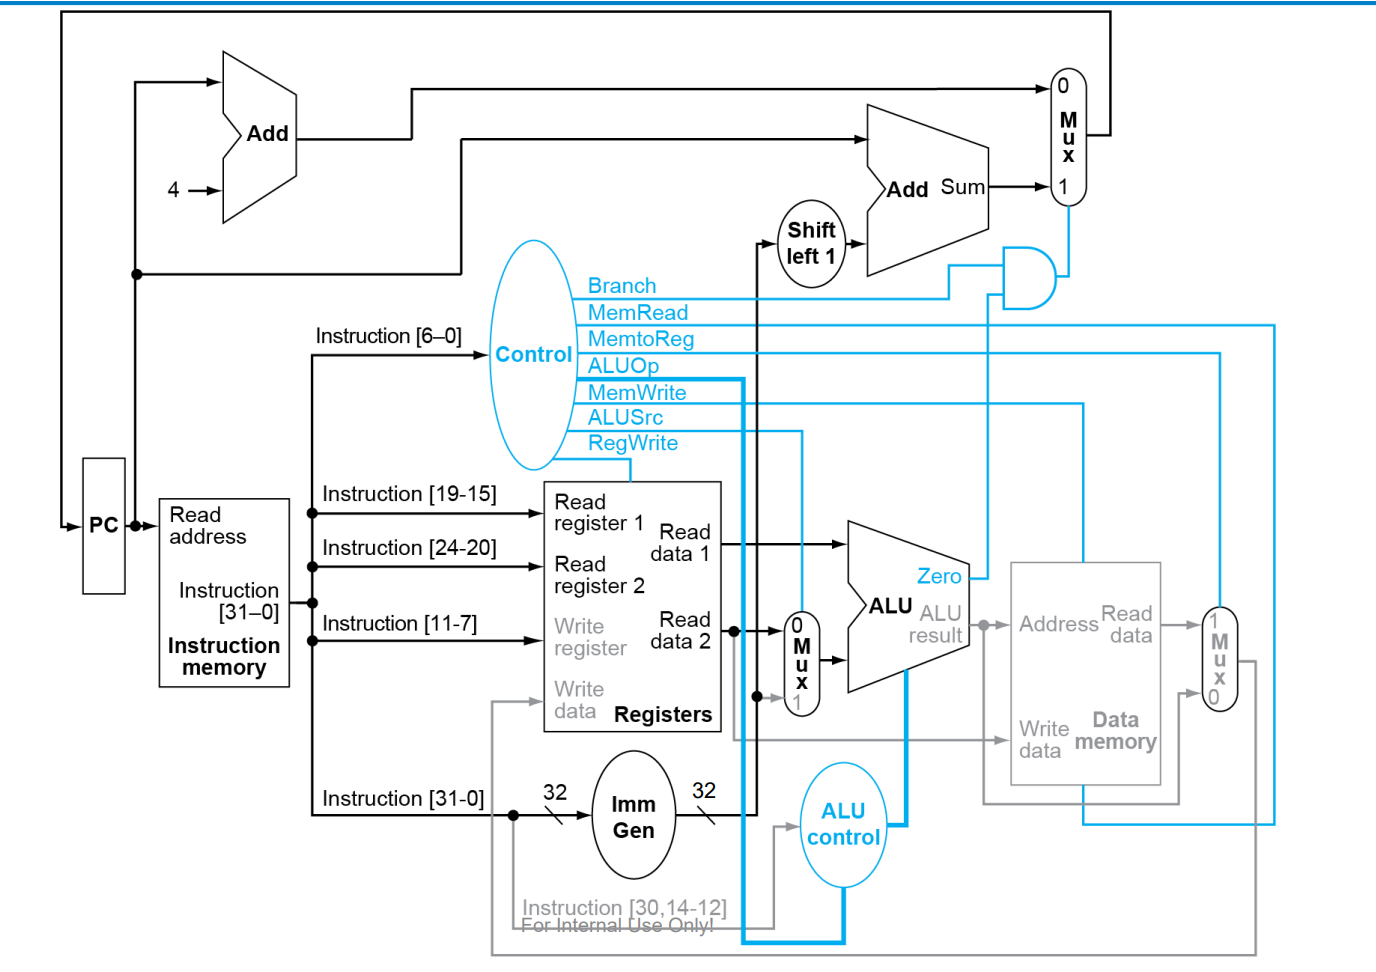 Add
4
0
M
u
x
1
Add Sum
Shift
left 1
Branch
MemRead
MemtoReg
ALUOp
MemWrite
ALUSrc
RegWrite
Control
Instruction [6–0]
PC
Read
address
Instruction
[31–0]
Instruction
memory
Instruction [19-15]
Instruction [24-20]
Instruction [11-7]
Instruction [31-0]
Read
register 1
Read
register 2
Write
register
Write
data
Read
data 1
Read
data 2
Registers
0
M
u
x
1
Zero
ALU
ALU
result
Address
Read
data
Write
data
Data
memory
1
M
u
x
0
32
Imm
Gen
32
ALU
control
Instruction [30,14-12]
For Internal Use Only!